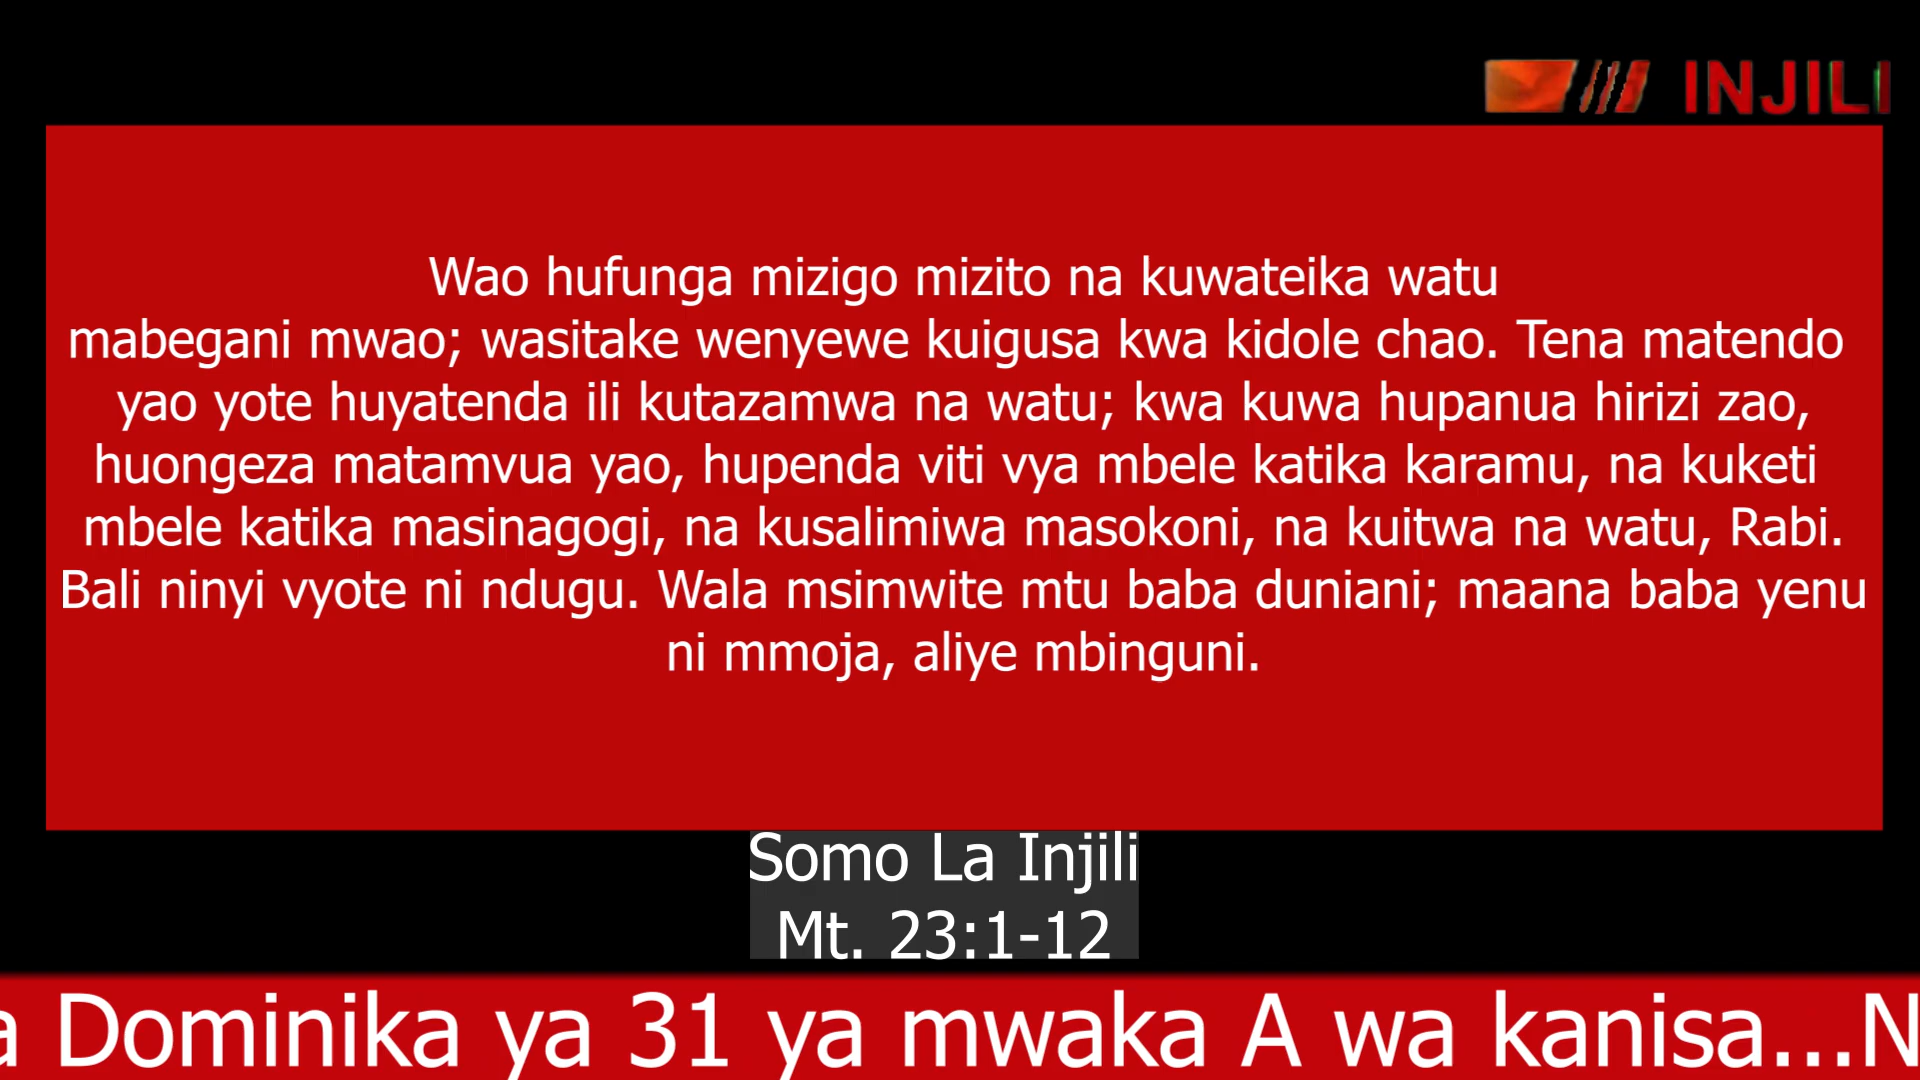 INJILI
Wao hufunga mizigo mizito na kuwateika watu
mabegani mwao; wasitake wenyewe kuigusa kwa kidole chao. Tena matendo
yao yote huyatenda ili kutazamwa na watu; kwa kuwa hupanua hirizi zao,
huongeza matamvua yao, hupenda viti vya mbele katika karamu, na kuketi
mbele katika masinagogi, na kusalimiwa masokoni, na kuitwa na watu, Rabi.
Bali ninyi vyote ni ndugu. Wala msimwite mtu baba duniani; maana baba yenu
ni mmoja, aliye mbinguni.
Somo La Injili
Mt. 23:1-12
a Dominika ya 31 ya mwaka A wa kanisa...N